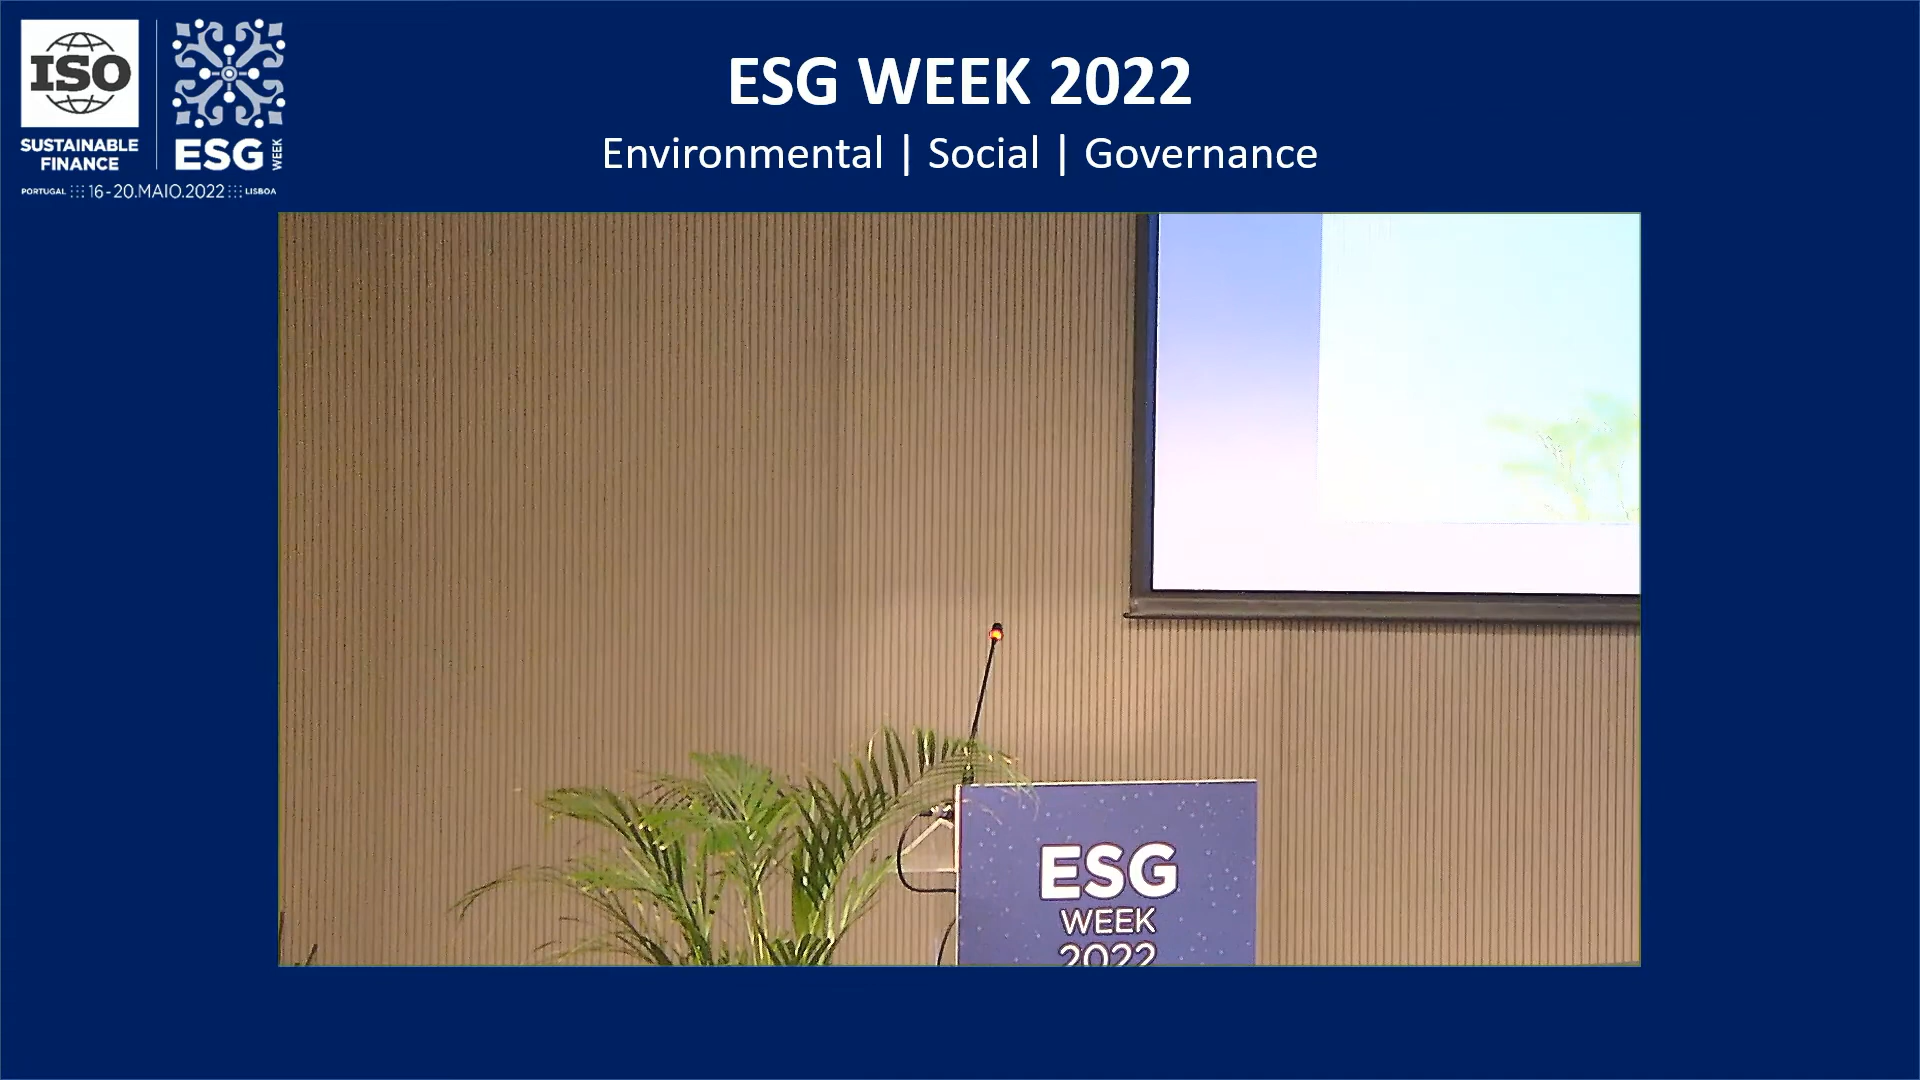 ISO
SUSTAINABLE
FINANCE
ESG WEEK
PORTUGAL 16-20.MAIO.2022 LISBOA
ESG WEEK 2022
Environmental | Social | Governance
ESG
WEEK
2022